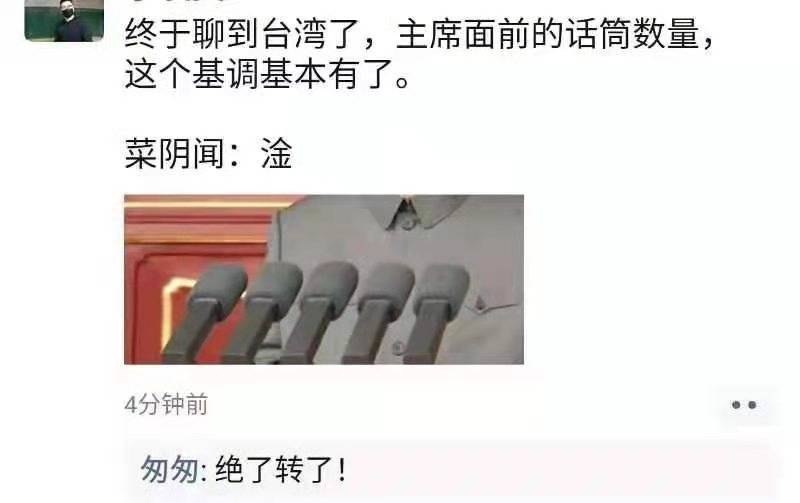 终于聊到台湾了，主席面前的话筒数量，
这个基调基本有了。
菜阴闻：淦
4分钟前
匆匆: 绝了转了！